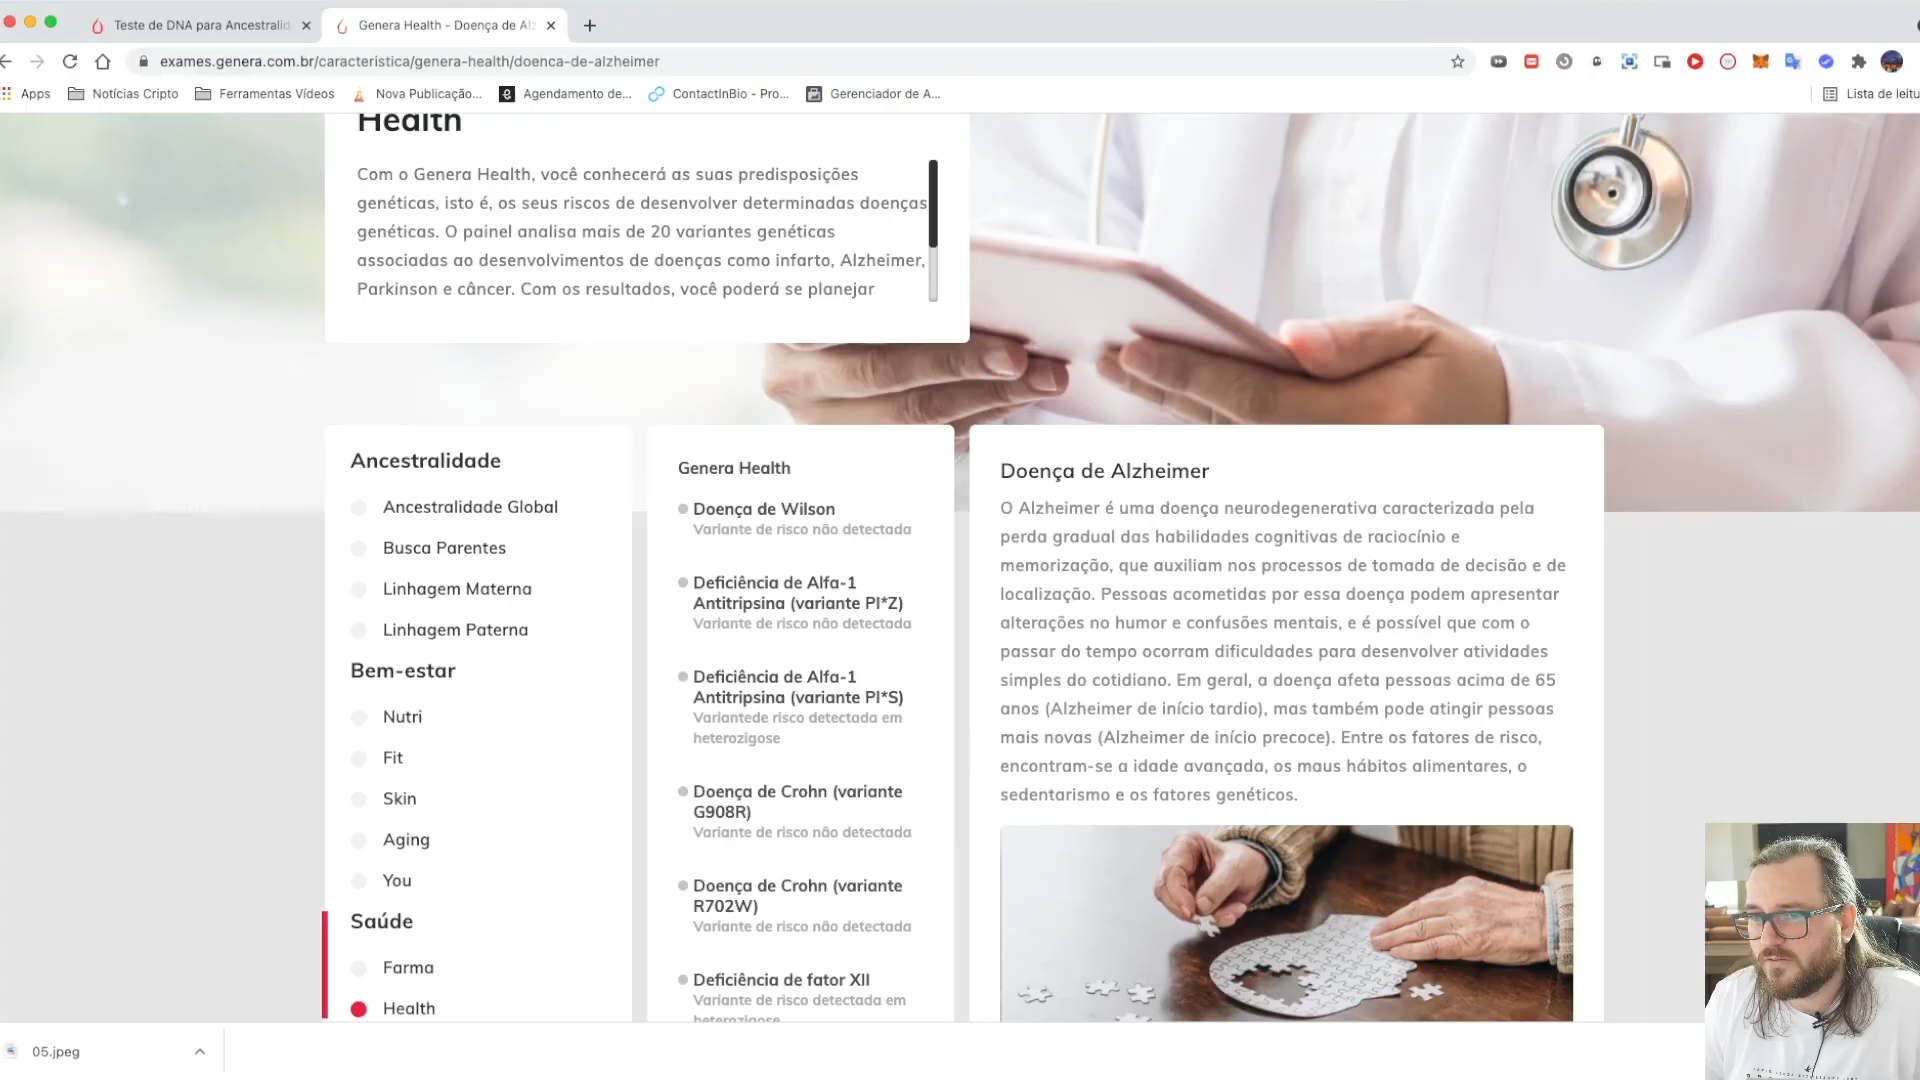 Teste de DNA para Ancestralid
Genera Health - Doença de Alz
exames.genera.com.br/caracteristica/genera-health/doenca-de-alzheimer
Apps
Notícias Cripto
Ferramentas Vídeos
Nova Publicação...
Agendamento de...
ContactInBio - Pro...
Gerenciador de A...
Lista de leitu
Health
Com o Genera Health, você conhecerá as suas predisposições
genéticas, isto é, os seus riscos de desenvolver determinadas doenças
genéticas. O painel analisa mais de 20 variantes genéticas
associadas ao desenvolvimentos de doenças como infarto, Alzheimer,
Parkinson e câncer. Com os resultados, você poderá se planejar
Ancestralidade
Ancestralidade Global
Busca Parentes
Linhagem Materna
Linhagem Paterna
Bem-estar
Nutri
Fit
Skin
Aging
You
Saúde
Farma
Health
Genera Health
Doença de Wilson
Variante de risco não detectada
Deficiência de Alfa-1
Antitripsina (variante PI*Z)
Variante de risco não detectada
Deficiência de Alfa-1
Antitripsina (variante PI*S)
Variantede risco detectada em
heterozigose
Doença de Crohn (variante
G908R)
Variante de risco não detectada
Doença de Crohn (variante
R702W)
Variante de risco não detectada
Deficiência de fator XII
Variante de risco detectada em
heterozigose
Doença de Alzheimer
O Alzheimer é uma doença neurodegenerativa caracterizada pela
perda gradual das habilidades cognitivas de raciocínio e
memorização, que auxiliam nos processos de tomada de decisão e de
localização. Pessoas acometidas por essa doença podem apresentar
alterações no humor e confusões mentais, e é possível que com o
passar do tempo ocorram dificuldades para desenvolver atividades
simples do cotidiano. Em geral, a doença afeta pessoas acima de 65
anos (Alzheimer de início tardio), mas também pode atingir pessoas
mais novas (Alzheimer de início precoce). Entre os fatores de risco,
encontram-se a idade avançada, os maus hábitos alimentares, o
sedentarismo e os fatores genéticos.
05.jpeg